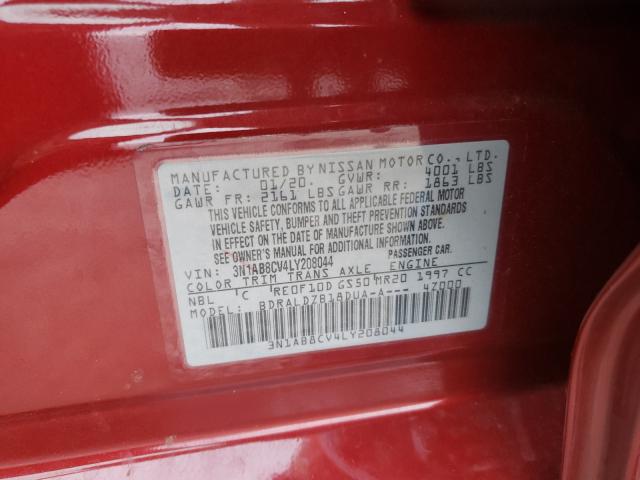 MANUFACTURED BY NISSAN MOTOR CO., LTD.
DATE: 01/20. GVWR: 4001 LBS
GAWR FR: 2161 LBS GAWR RR: 1863 LBS
THIS VEHICLE CONFORMS TO ALL APPLICABLE FEDERAL MOTOR
VEHICLE SAFETY, BUMPER AND THEFT PREVENTION STANDARDS
IN EFFECT ON THE DATE OF MANUFACTURE SHOWN ABOVE.
SEE OWNER'S MANUAL FOR ADDITIONAL INFORMATION.
VIN: 3N1AB8CV4LY208044 PASSENGER CAR.
COLOR TRIM TRANS AXLE ENGINE
NBL C RE0F10D GS50 MR20 1997 CC
BDRALDZB18DUA-A--- 47000
3N1AB8CV4LY208044